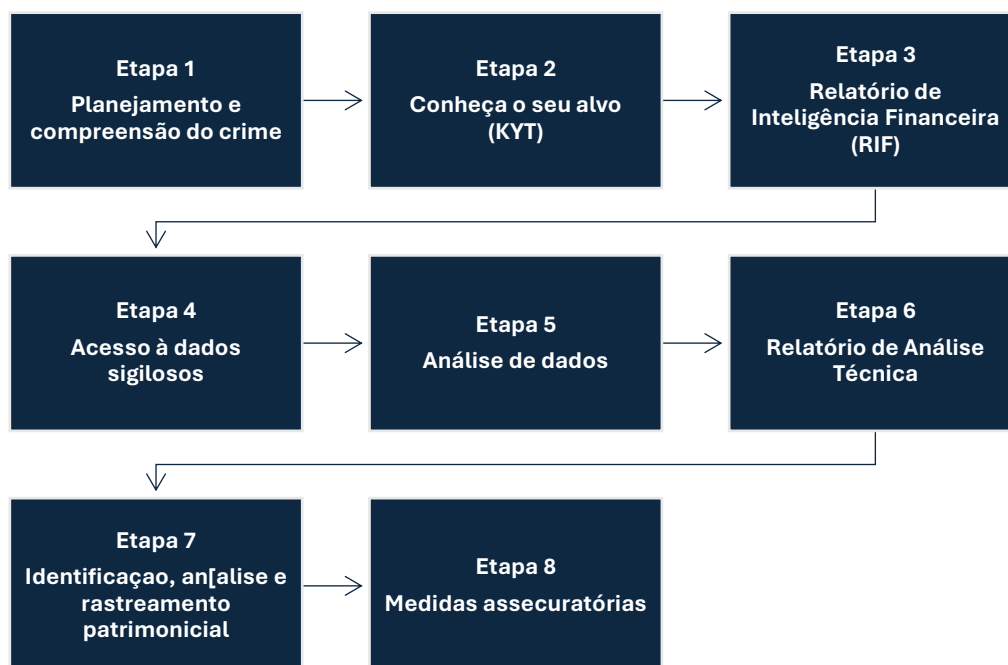 Etapa 1
Planejamento e
compreensão do crime
Etapa 2
Conheça o seu alvo
(KYT)
Etapa 3
Relatório de
Inteligência Financeira
(RIF)
Etapa 4
Acesso à dados
sigilosos
Etapa 5
Análise de dados
Etapa 6
Relatório de Análise
Técnica
Etapa 7
Identificaçao, an[alise e
rastreamento
patrimonicial
Etapa 8
Medidas assecuratórias